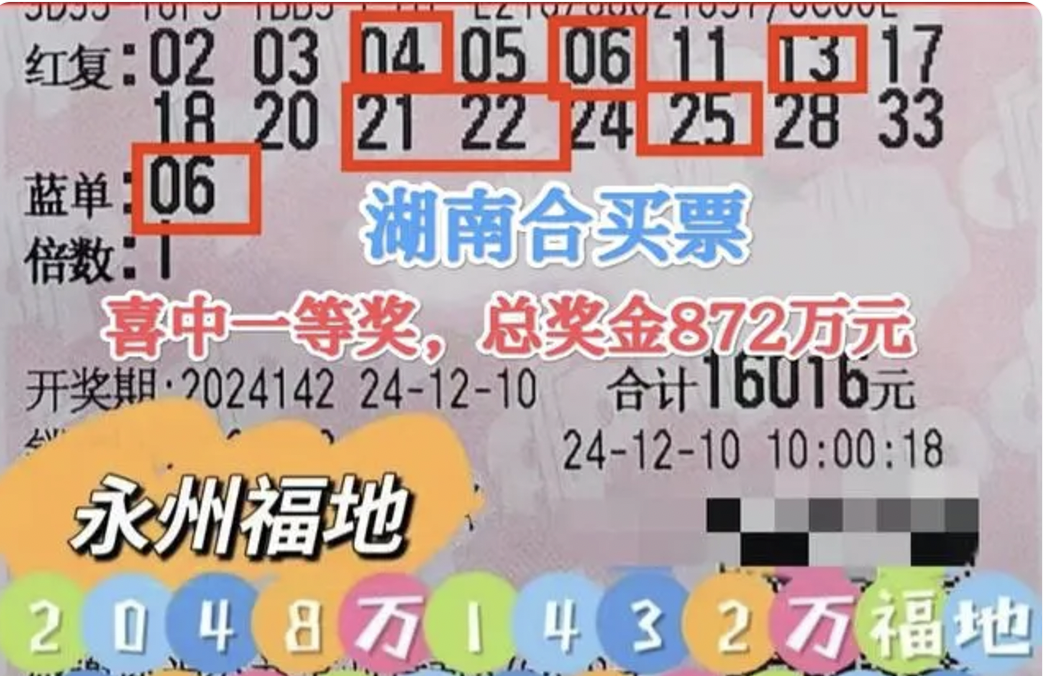 红复:02 03 04 05 06 11 13 17
18 20 21 22 24 25 28 33
蓝单:06
湖南合买票
倍数:1
喜中一等奖，总奖金872万元
开奖期:2024142 24-12-10 合计16016元
24-12-10 10:00:18
永州福地
2048万1432万福地